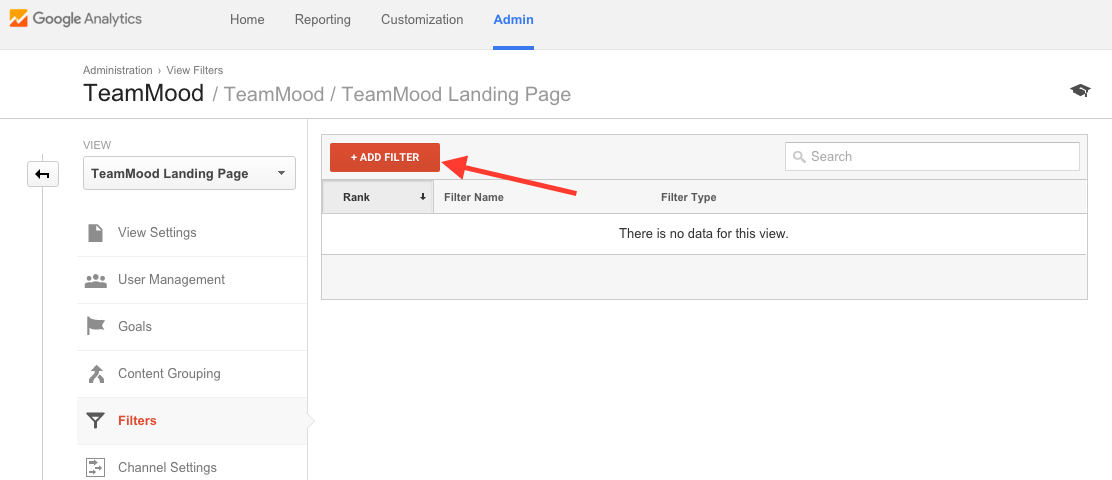 Google Analytics
Home Reporting Customization Admin
Administration › View Filters
TeamMood / TeamMood / TeamMood Landing Page
VIEW
TeamMood Landing Page
View Settings
User Management
Goals
Content Grouping
Filters
Channel Settings
+ ADD FILTER
Search
Rank Filter Name Filter Type
There is no data for this view.